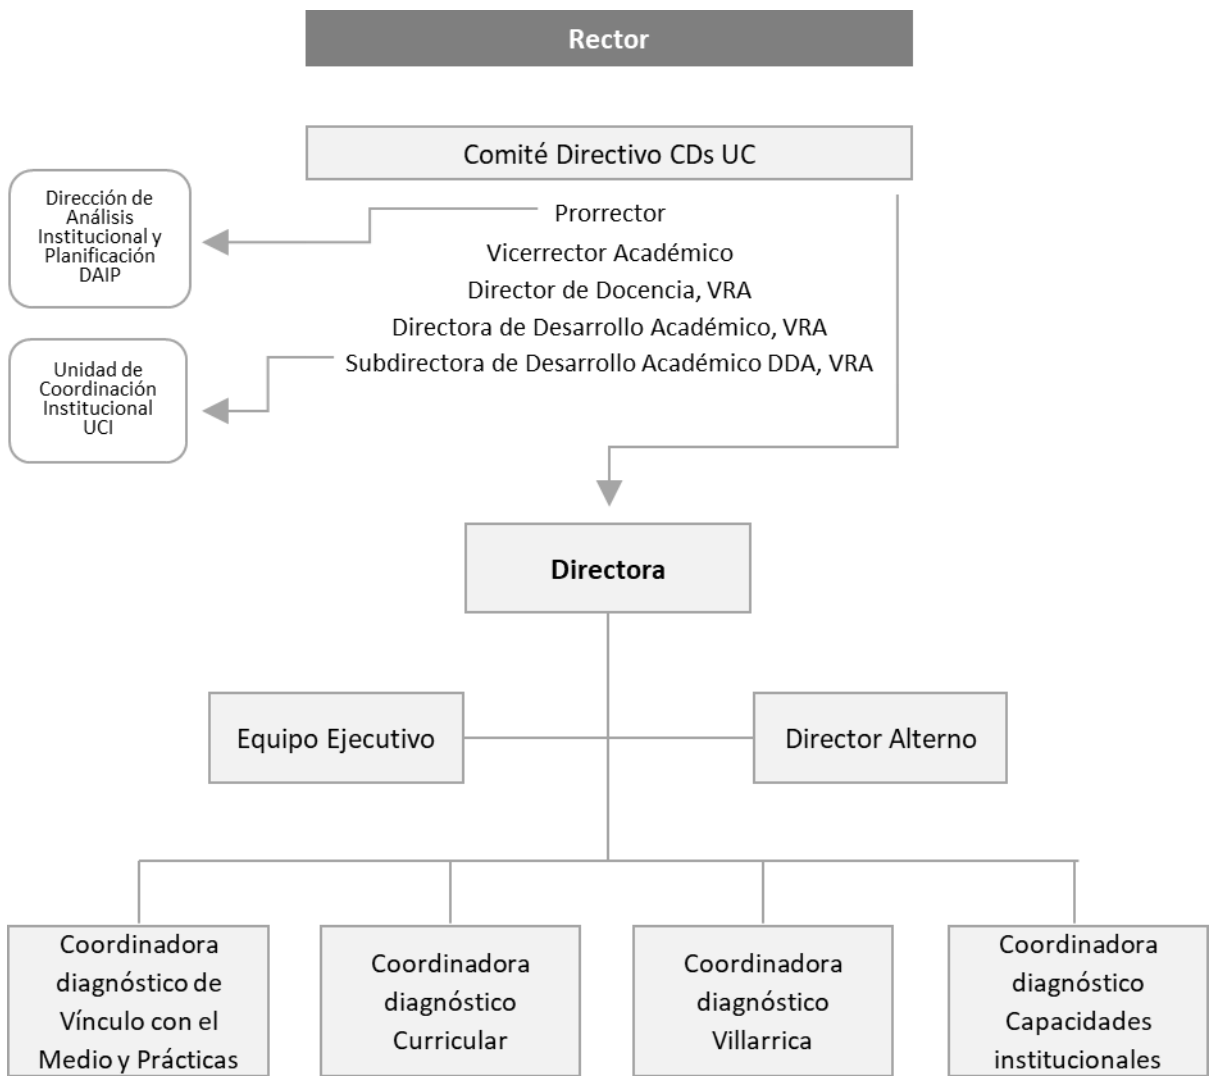 Rector
Comité Directivo CDs UC
Dirección de
Análisis
Institucional y
Planificación
DAIP
Prorrector
Vicerrector Académico
Director de Docencia, VRA
Directora de Desarrollo Académico, VRA
Subdirectora de Desarrollo Académico DDA, VRA
Unidad de
Coordinación
Institucional
UCI
Directora
Equipo Ejecutivo
Director Alterno
Coordinadora
diagnóstico de
Vínculo con el
Medio y Prácticas
Coordinadora
diagnóstico
Curricular
Coordinadora
diagnóstico
Villarrica
Coordinadora
diagnóstico
Capacidades
institucionales